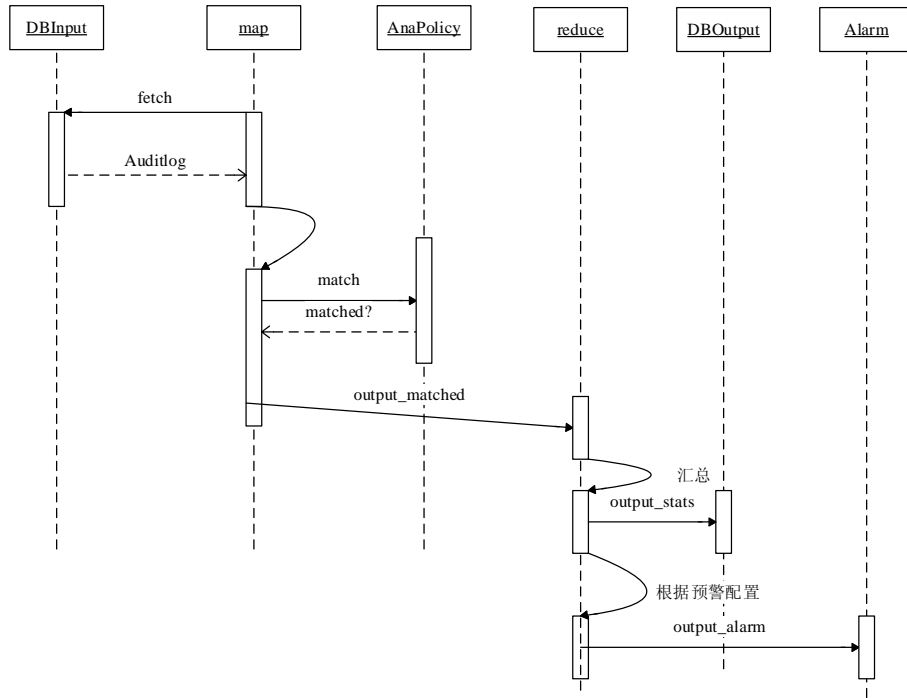 DBInput
map
AnaPolicy
reduce
DBOutput
Alarm
fetch
Auditlog
match
matched?
output_matched
汇总
output_stats
根据预警配置
output_alarm